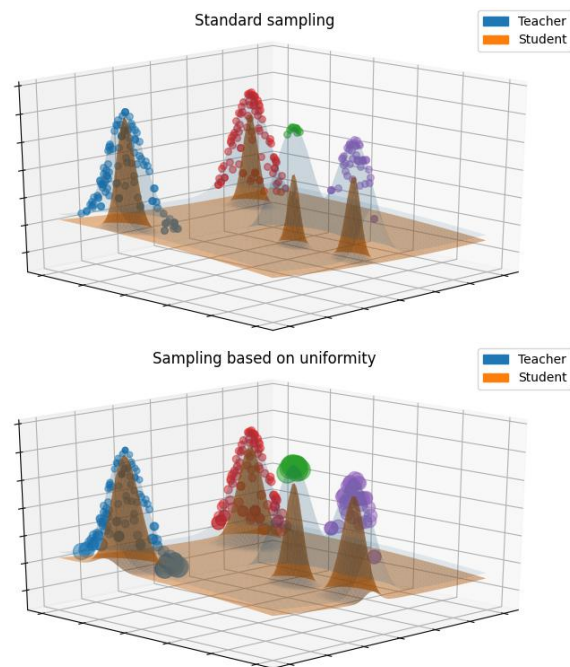 Standard sampling
Teacher
Student
Sampling based on uniformity
Teacher
Student